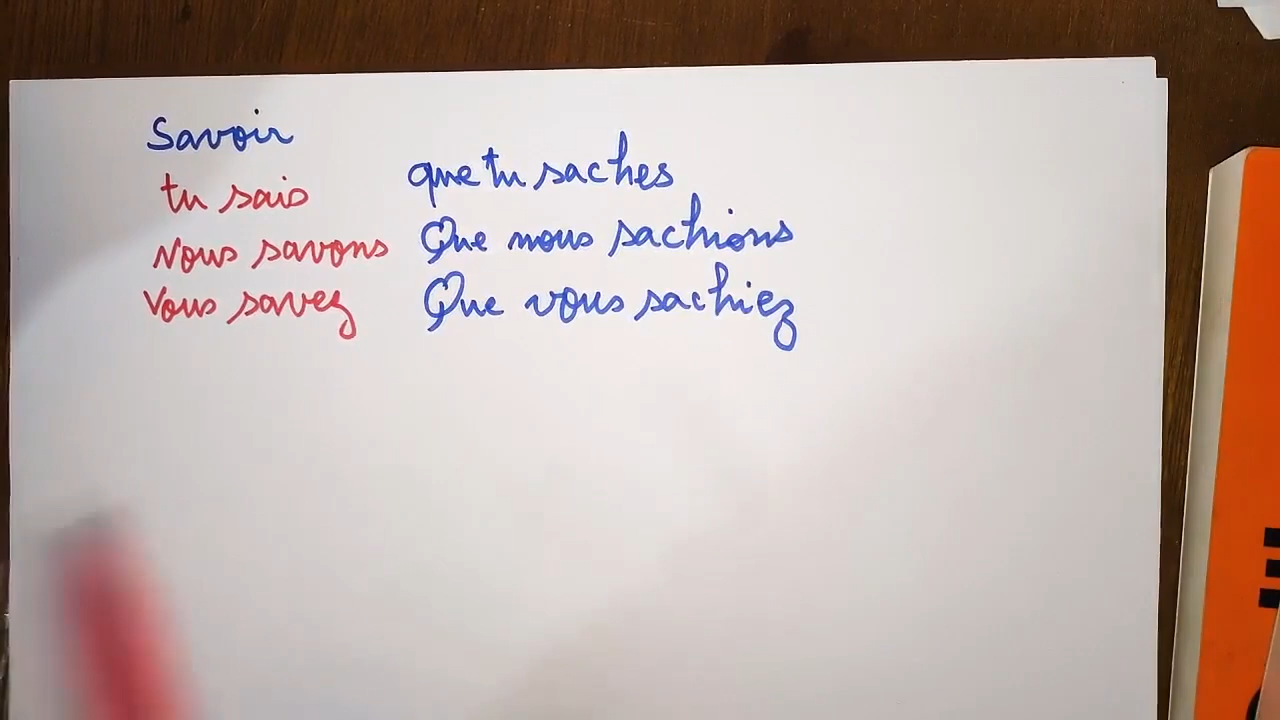 Savoir
tu sais que tu saches
Nous savons Que nous sachions
Vous savez Que vous sachiez